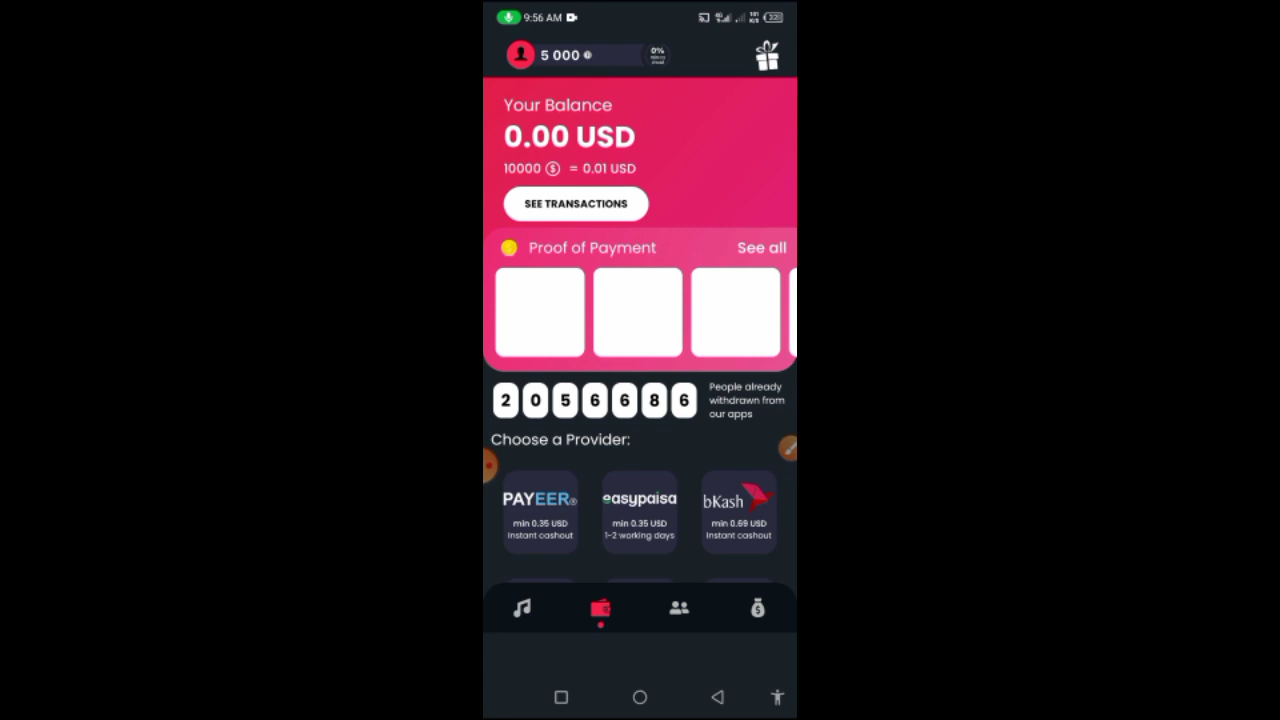 9:56 AM
5 000
0%
Your Balance
0.00 USD
10000 $ = 0.01 USD
SEE TRANSACTIONS
Proof of Payment
See all
2 0 5 6 6 8 6
People already
withdrawn from
our apps
Choose a Provider:
PAYEER®
min 0.35 USD
Instant cashout
easypaisa
min 0.35 USD
1-2 working days
bKash
min 0.69 USD
Instant cashout